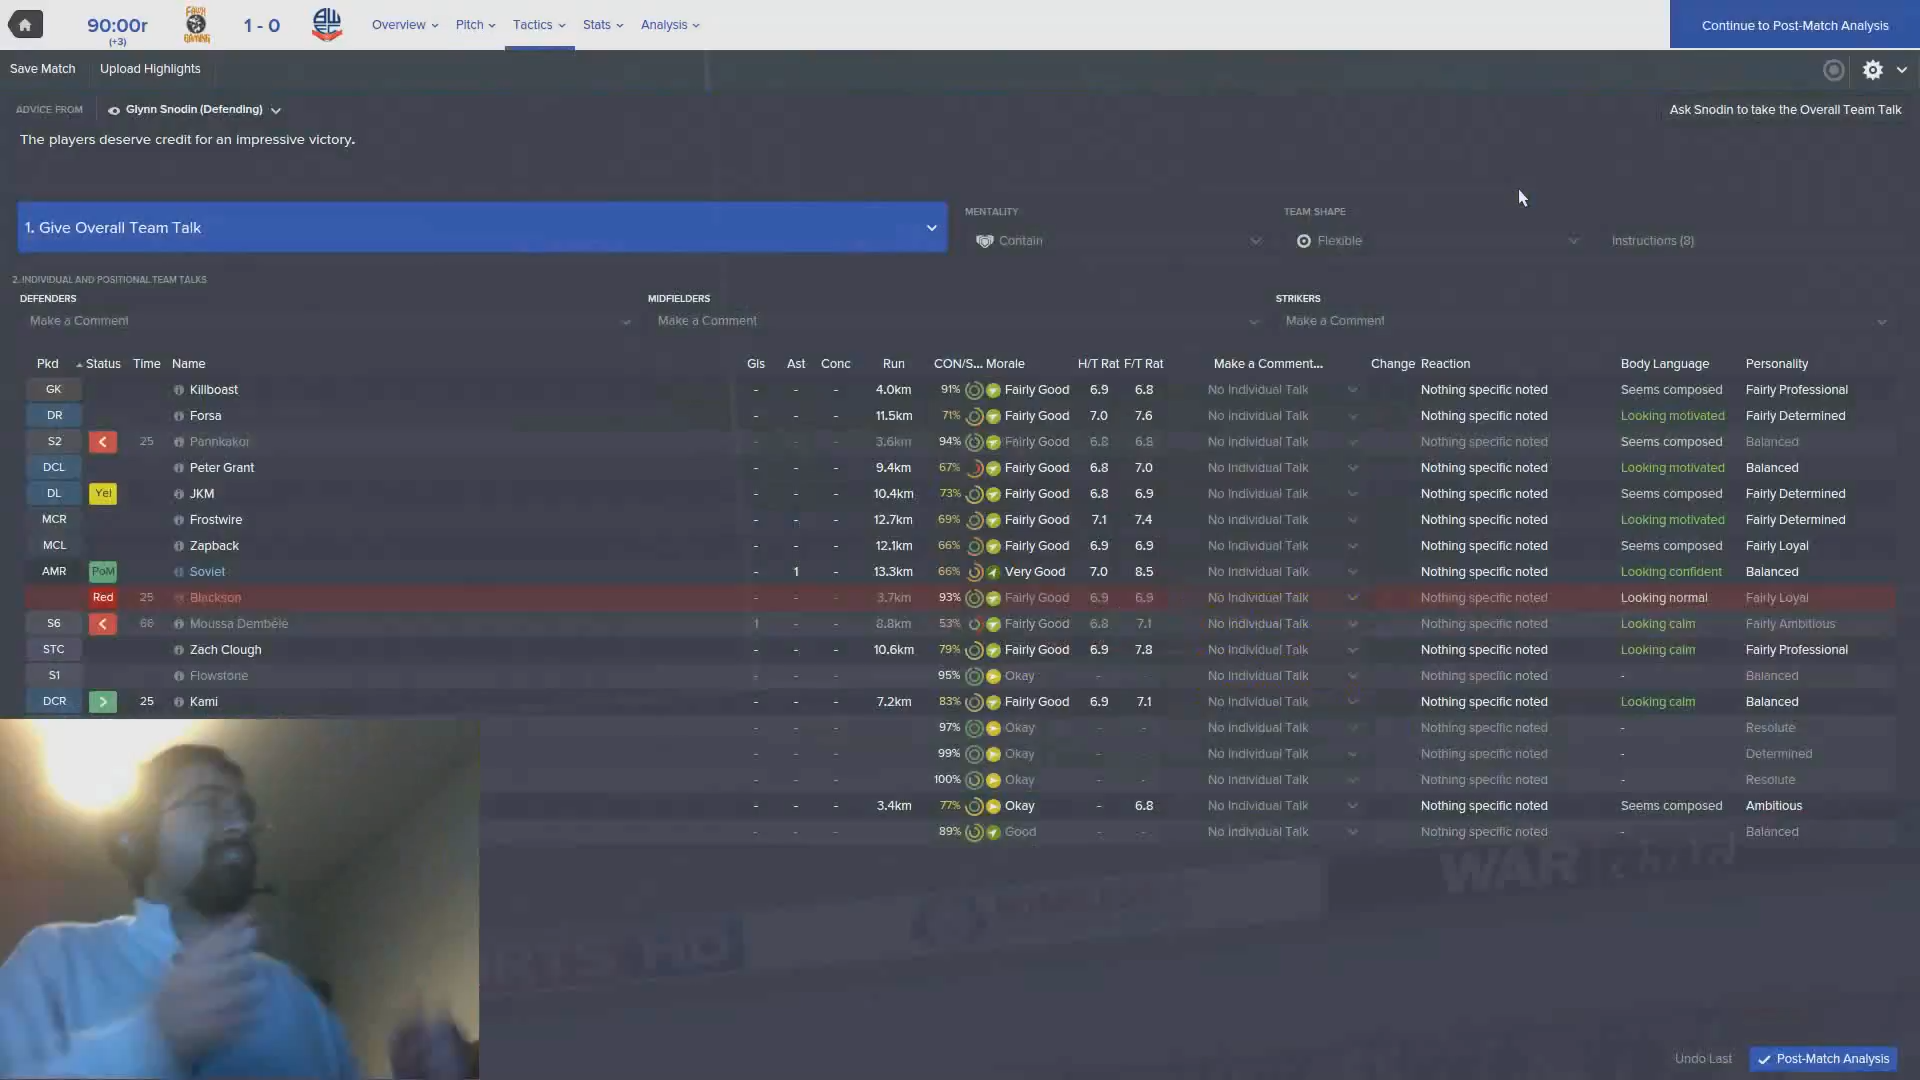 90:00r
(+3)
FAWX
GAMING
1 - 0
Overview
Pitch
Tactics
Stats
Analysis
Continue to Post-Match Analysis
Save Match
Upload Highlights
ADVICE FROM
Glynn Snodin (Defending)
Ask Snodin to take the Overall Team Talk
The players deserve credit for an impressive victory.
1. Give Overall Team Talk
MENTALITY
Contain
TEAM SHAPE
Flexible
Instructions (8)
2. INDIVIDUAL AND POSITIONAL TEAM TALKS
DEFENDERS
Make a Comment
MIDFIELDERS
Make a Comment
STRIKERS
Make a Comment
Pkd Status Time Name Gls Ast Conc Run CON/S... Morale H/T Rat F/T Rat Make a Comment... Change Reaction Body Language Personality
GK Killboast - - - 4.0km 91% Fairly Good 6.9 6.8 No Individual Talk Nothing specific noted Seems composed Fairly Professional
DR Forsa - - - 11.5km 71% Fairly Good 7.0 7.6 No Individual Talk Nothing specific noted Looking motivated Fairly Determined
S2 25 Pannkakor - - - 3.6km 94% Fairly Good 6.8 6.8 No Individual Talk Nothing specific noted Seems composed Balanced
DCL Peter Grant - - - 9.4km 67% Fairly Good 6.8 7.0 No Individual Talk Nothing specific noted Looking motivated Balanced
DL Yel JKM - - - 10.4km 73% Fairly Good 6.8 6.9 No Individual Talk Nothing specific noted Seems composed Fairly Determined
MCR Frostwire - - - 12.7km 69% Fairly Good 7.1 7.4 No Individual Talk Nothing specific noted Looking motivated Fairly Determined
MCL Zapback - - - 12.1km 66% Fairly Good 6.9 6.9 No Individual Talk Nothing specific noted Seems composed Fairly Loyal
AMR PoM Soviet - 1 - 13.3km 66% Very Good 7.0 8.5 No Individual Talk Nothing specific noted Looking confident Balanced
Red 25 Blackson - - - 3.7km 93% Fairly Good 6.9 6.9 No Individual Talk Nothing specific noted Looking normal Fairly Loyal
S6 66 Moussa Dembélé 1 - - 8.8km 53% Fairly Good 6.8 7.1 No Individual Talk Nothing specific noted Looking calm Fairly Ambitious
STC Zach Clough - - - 10.6km 79% Fairly Good 6.9 7.8 No Individual Talk Nothing specific noted Looking calm Fairly Professional
S1 Flowstone - - - 95% Okay - - No Individual Talk Nothing specific noted - Balanced
DCR 25 Kami - - - 7.2km 83% Fairly Good 6.9 7.1 No Individual Talk Nothing specific noted Looking calm Balanced
- - - 97% Okay - - No Individual Talk Nothing specific noted - Resolute
- - - 99% Okay - - No Individual Talk Nothing specific noted - Determined
- - - 100% Okay - - No Individual Talk Nothing specific noted - Resolute
- - - 3.4km 77% Okay - 6.8 No Individual Talk Nothing specific noted Seems composed Ambitious
- - - 89% Good - - No Individual Talk Nothing specific noted - Balanced
WAR child
RTS HD
Undo Last
Post-Match Analysis